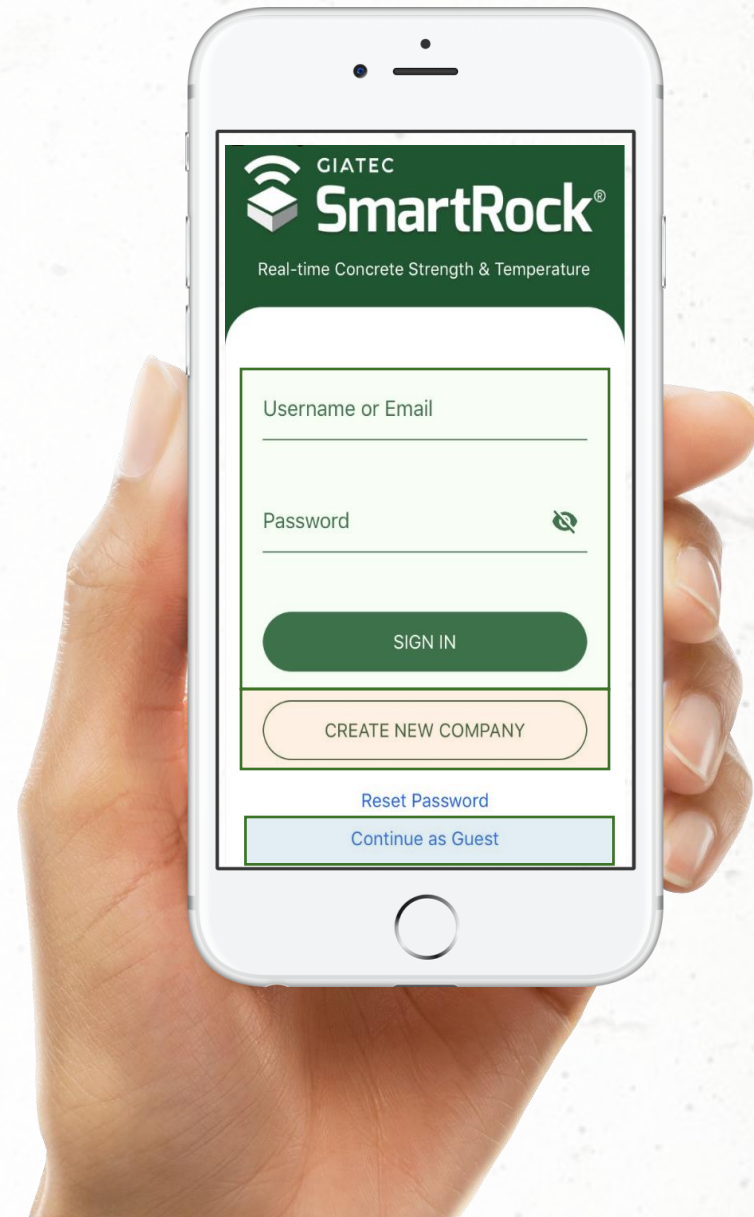 GIATEC
SmartRock®
Real-time Concrete Strength & Temperature
Username or Email
Password
SIGN IN
CREATE NEW COMPANY
Reset Password
Continue as Guest